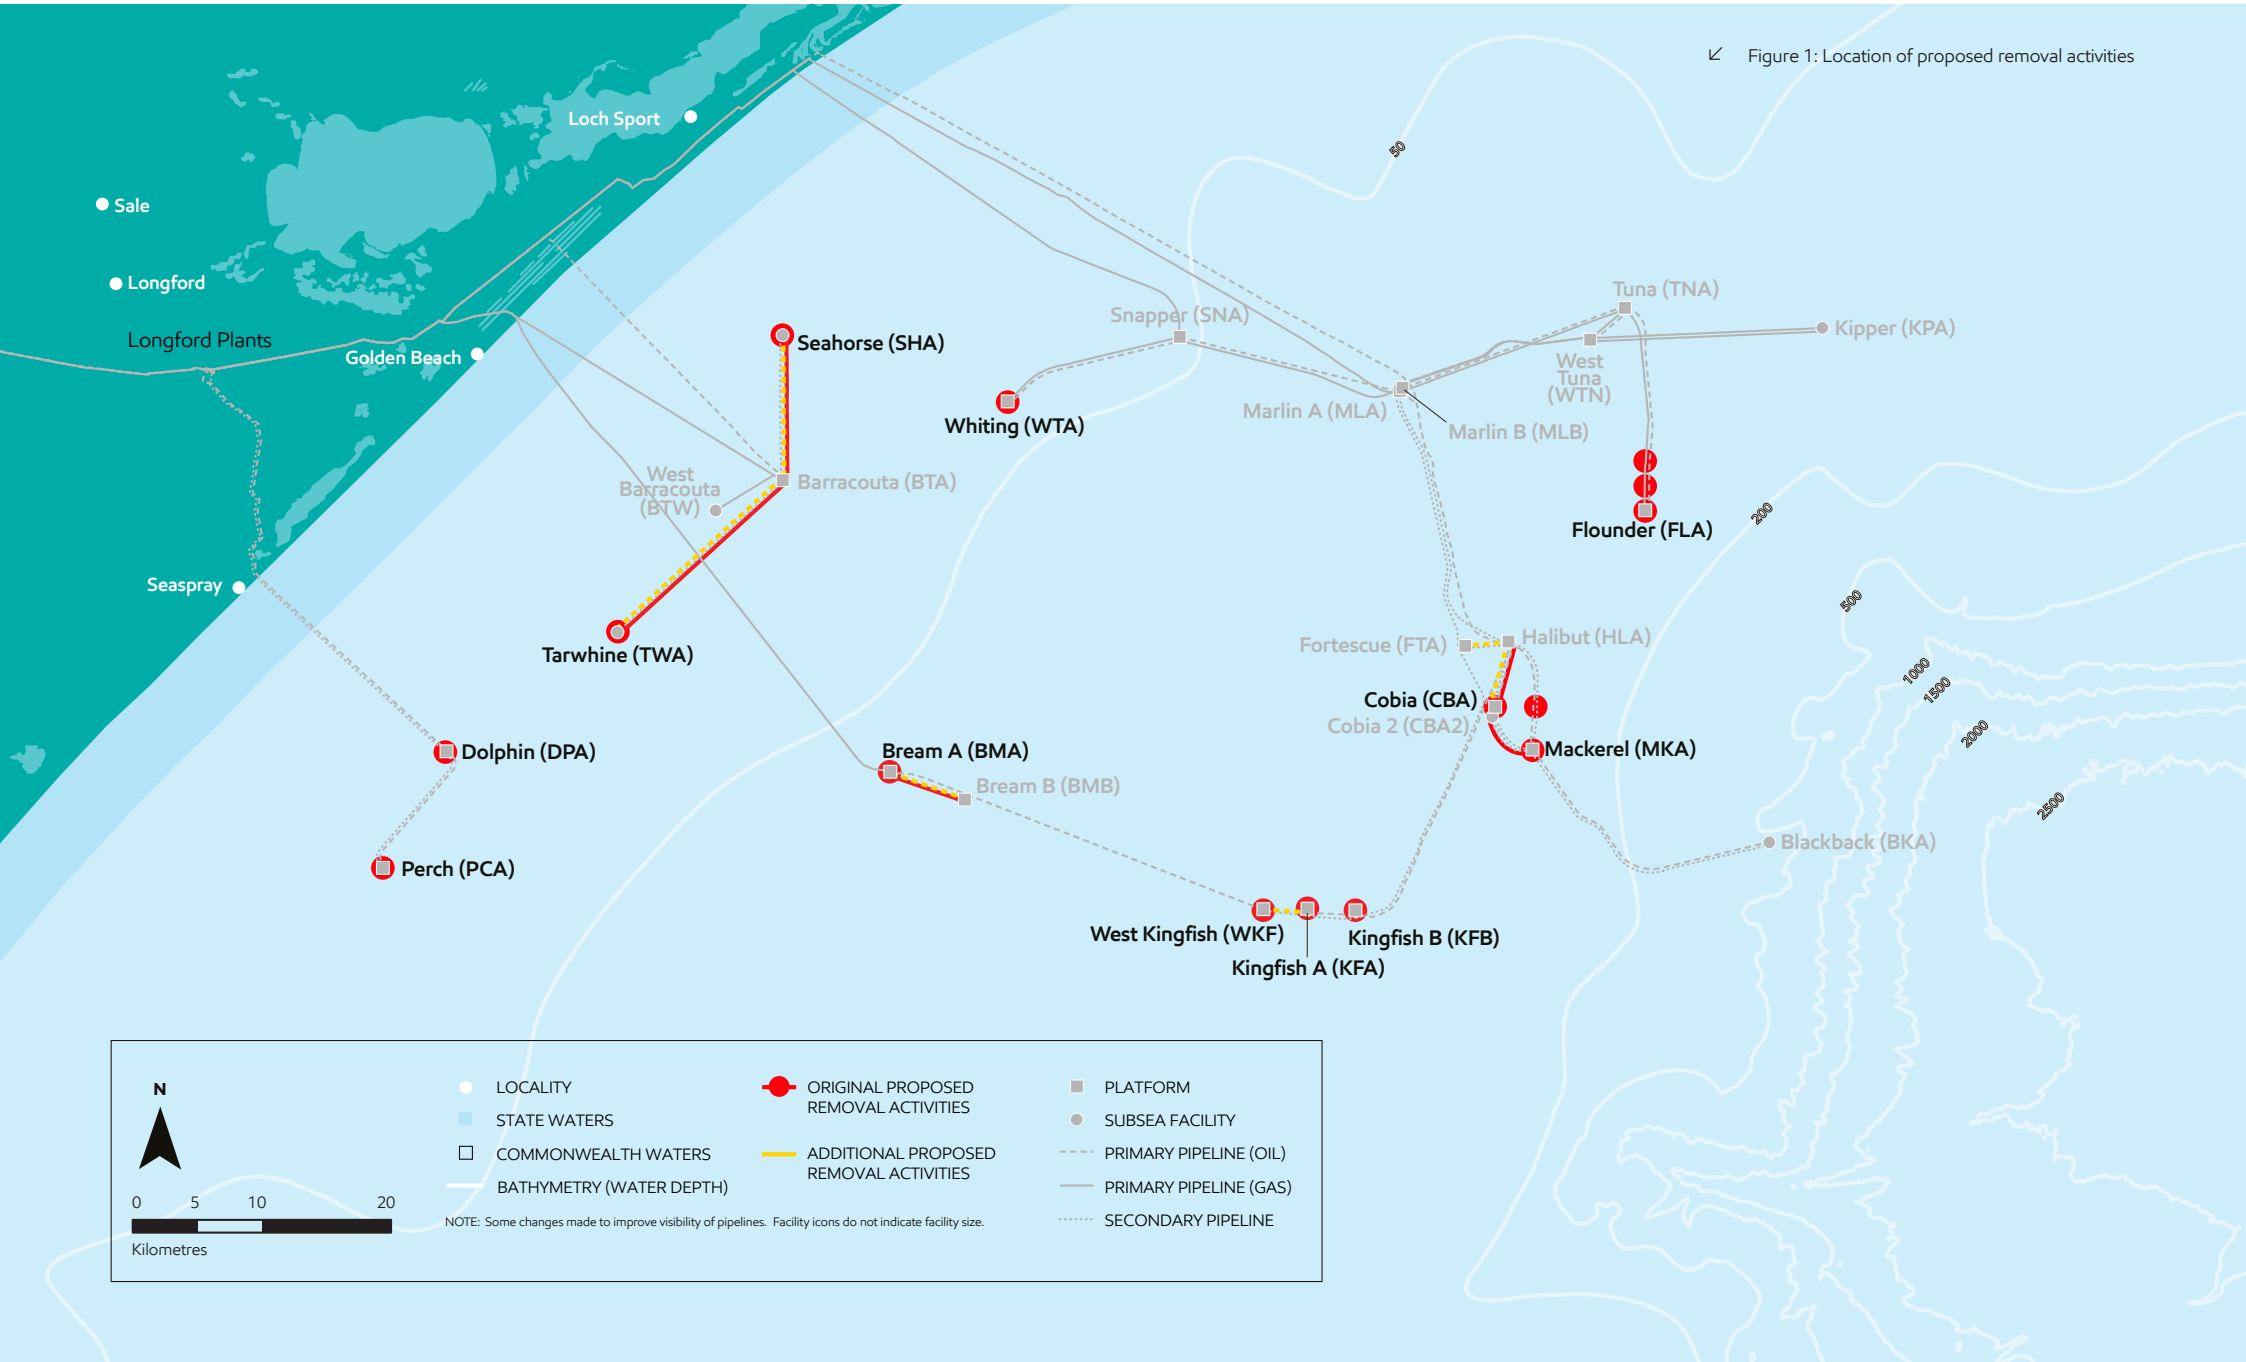 Figure 1: Location of proposed removal activities
Loch Sport
50
Sale
Longford
Longford Plants
Golden Beach
Seahorse (SHA)
Snapper (SNA)
Tuna (TNA)
Kipper (KPA)
West
Tuna
(WTN)
Marlin A (MLA)
Marlin B (MLB)
Whiting (WTA)
West
Barracouta
(BTW)
Barracouta (BTA)
200
Flounder (FLA)
Seaspray
500
Tarwhine (TWA)
Fortescue (FTA)
Halibut (HLA)
1000
1500
Cobia (CBA)
Cobia 2 (CBA2)
2000
Dolphin (DPA)
Bream A (BMA)
Mackerel (MKA)
Bream B (BMB)
2500
Blackback (BKA)
Perch (PCA)
West Kingfish (WKF)
Kingfish B (KFB)
Kingfish A (KFA)
N
0 5 10 20
Kilometres
LOCALITY
STATE WATERS
COMMONWEALTH WATERS
BATHYMETRY (WATER DEPTH)
ORIGINAL PROPOSED
REMOVAL ACTIVITIES
ADDITIONAL PROPOSED
REMOVAL ACTIVITIES
PLATFORM
SUBSEA FACILITY
PRIMARY PIPELINE (OIL)
PRIMARY PIPELINE (GAS)
SECONDARY PIPELINE
NOTE: Some changes made to improve visibility of pipelines. Facility icons do not indicate facility size.